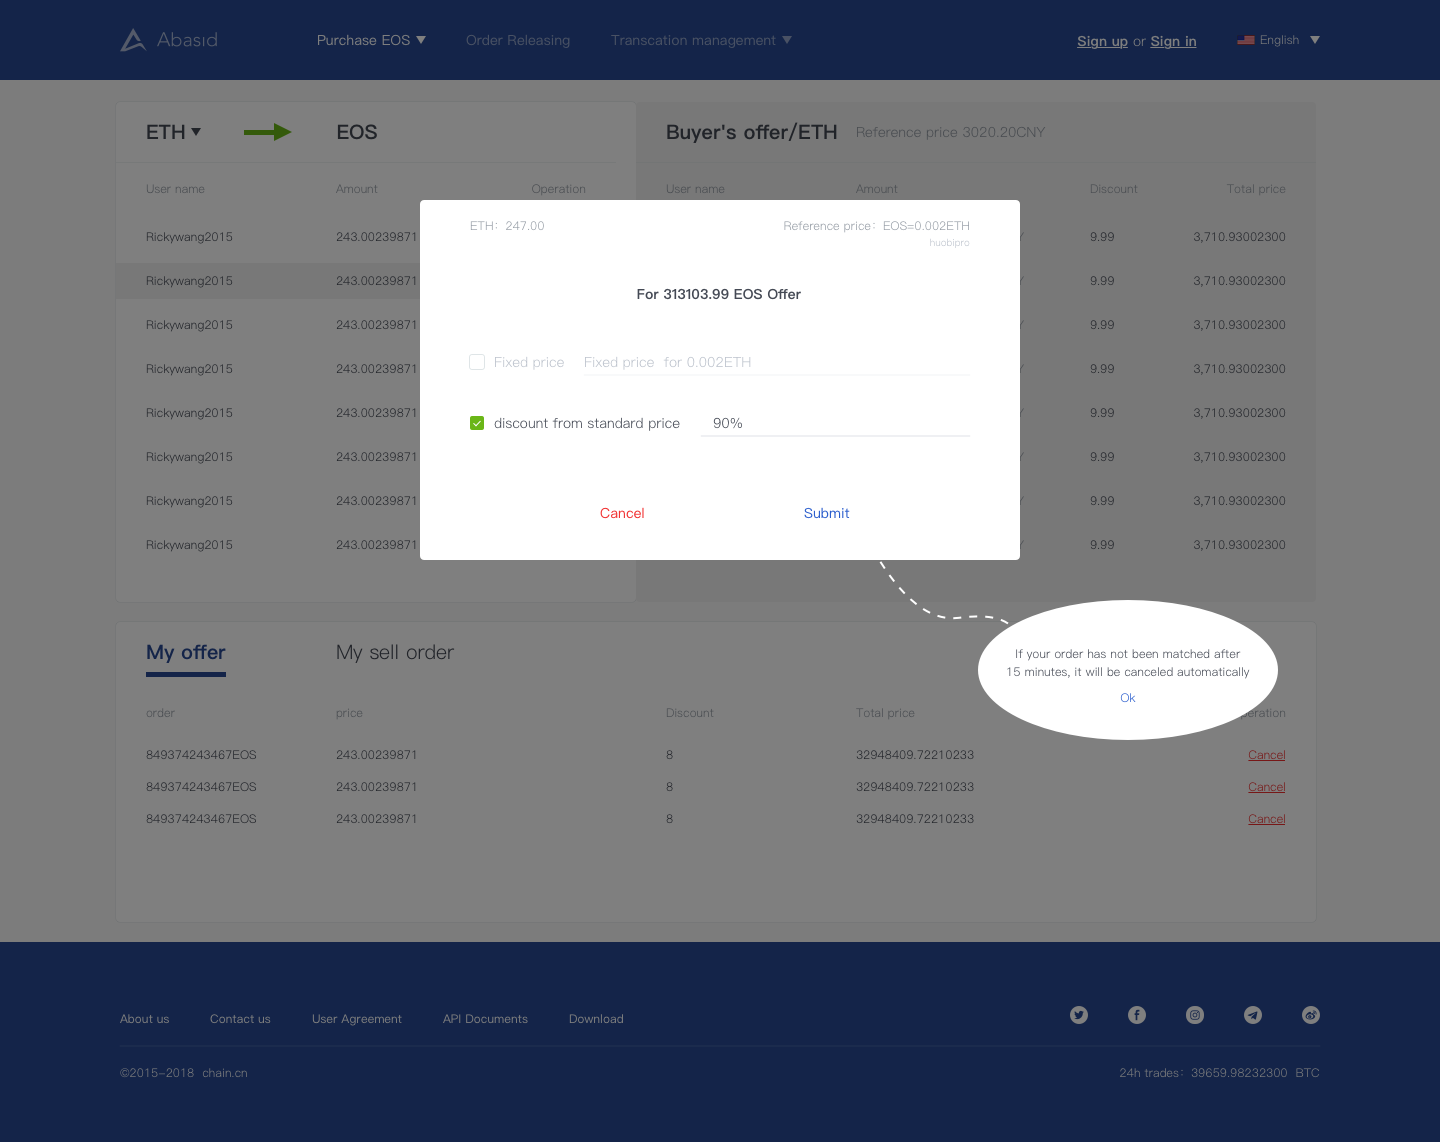 Abasid
Purchase EOS
Order Releasing
Transcation management
Sign up or Sign in
English
ETH
EOS
Buyer's offer/ETH
Reference price 3020.20CNY
User name
Amount
Operation
User name
Amount
Discount
Total price
Rickywang2015
243.00239871
9.99
3,710.93002300
Rickywang2015
243.00239871
9.99
3,710.93002300
Rickywang2015
243.00239871
9.99
3,710.93002300
Rickywang2015
243.00239871
9.99
3,710.93002300
Rickywang2015
243.00239871
9.99
3,710.93002300
Rickywang2015
243.00239871
9.99
3,710.93002300
Rickywang2015
243.00239871
9.99
3,710.93002300
Rickywang2015
243.00239871
9.99
3,710.93002300
ETH：247.00
Reference price：EOS=0.002ETH
huobipro
For 313103.99 EOS Offer
Fixed price
Fixed price  for 0.002ETH
discount from standard price
90%
Cancel
Submit
If your order has not been matched after
15 minutes, it will be canceled automatically
Ok
My offer
My sell order
order
price
Discount
Total price
849374243467EOS
243.00239871
8
32948409.72210233
Cancel
849374243467EOS
243.00239871
8
32948409.72210233
Cancel
849374243467EOS
243.00239871
8
32948409.72210233
Cancel
About us
Contact us
User Agreement
API Documents
Download
©2015-2018  chain.cn
24h trades：39659.98232300  BTC